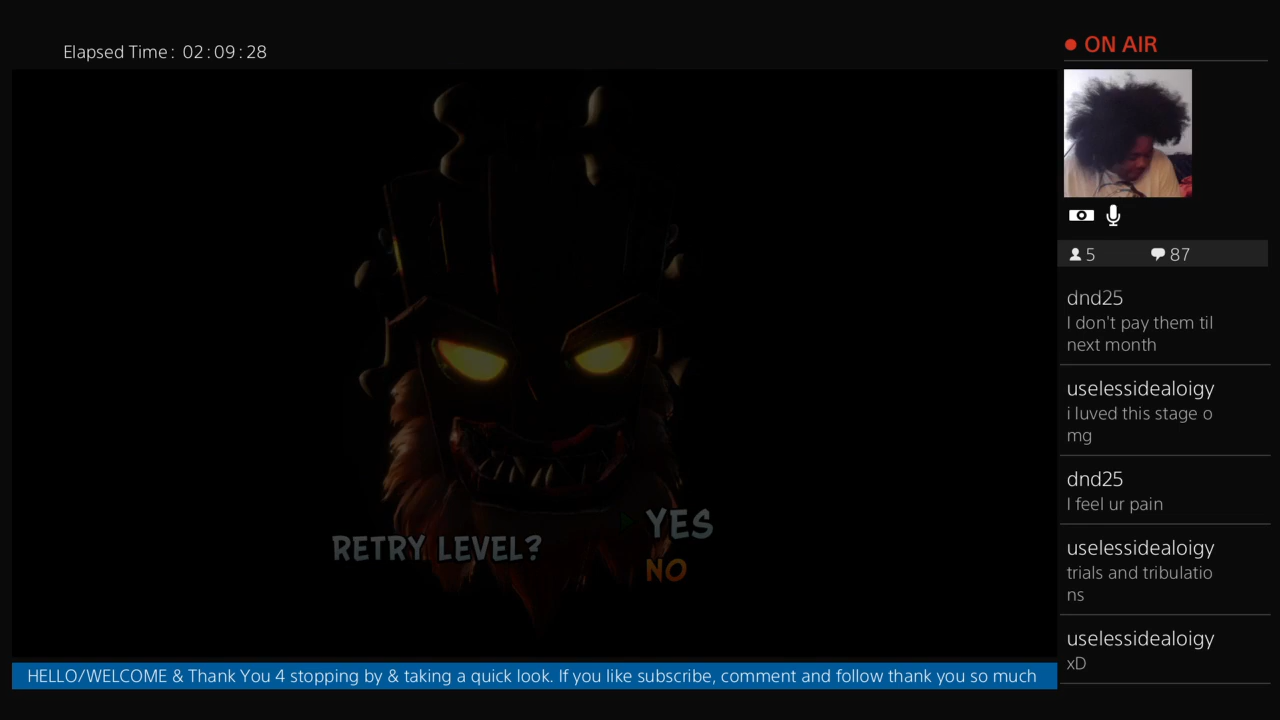 Elapsed Time: 02:09:28
ON AIR
5 87
dnd25
I don't pay them til
next month
uselessidealoigy
i luved this stage o
mg
dnd25
I feel ur pain
uselessidealoigy
trials and tribulatio
ns
uselessidealoigy
xD
RETRY LEVEL?
YES
NO
HELLO/WELCOME & Thank You 4 stopping by & taking a quick look. If you like subscribe, comment and follow thank you so much